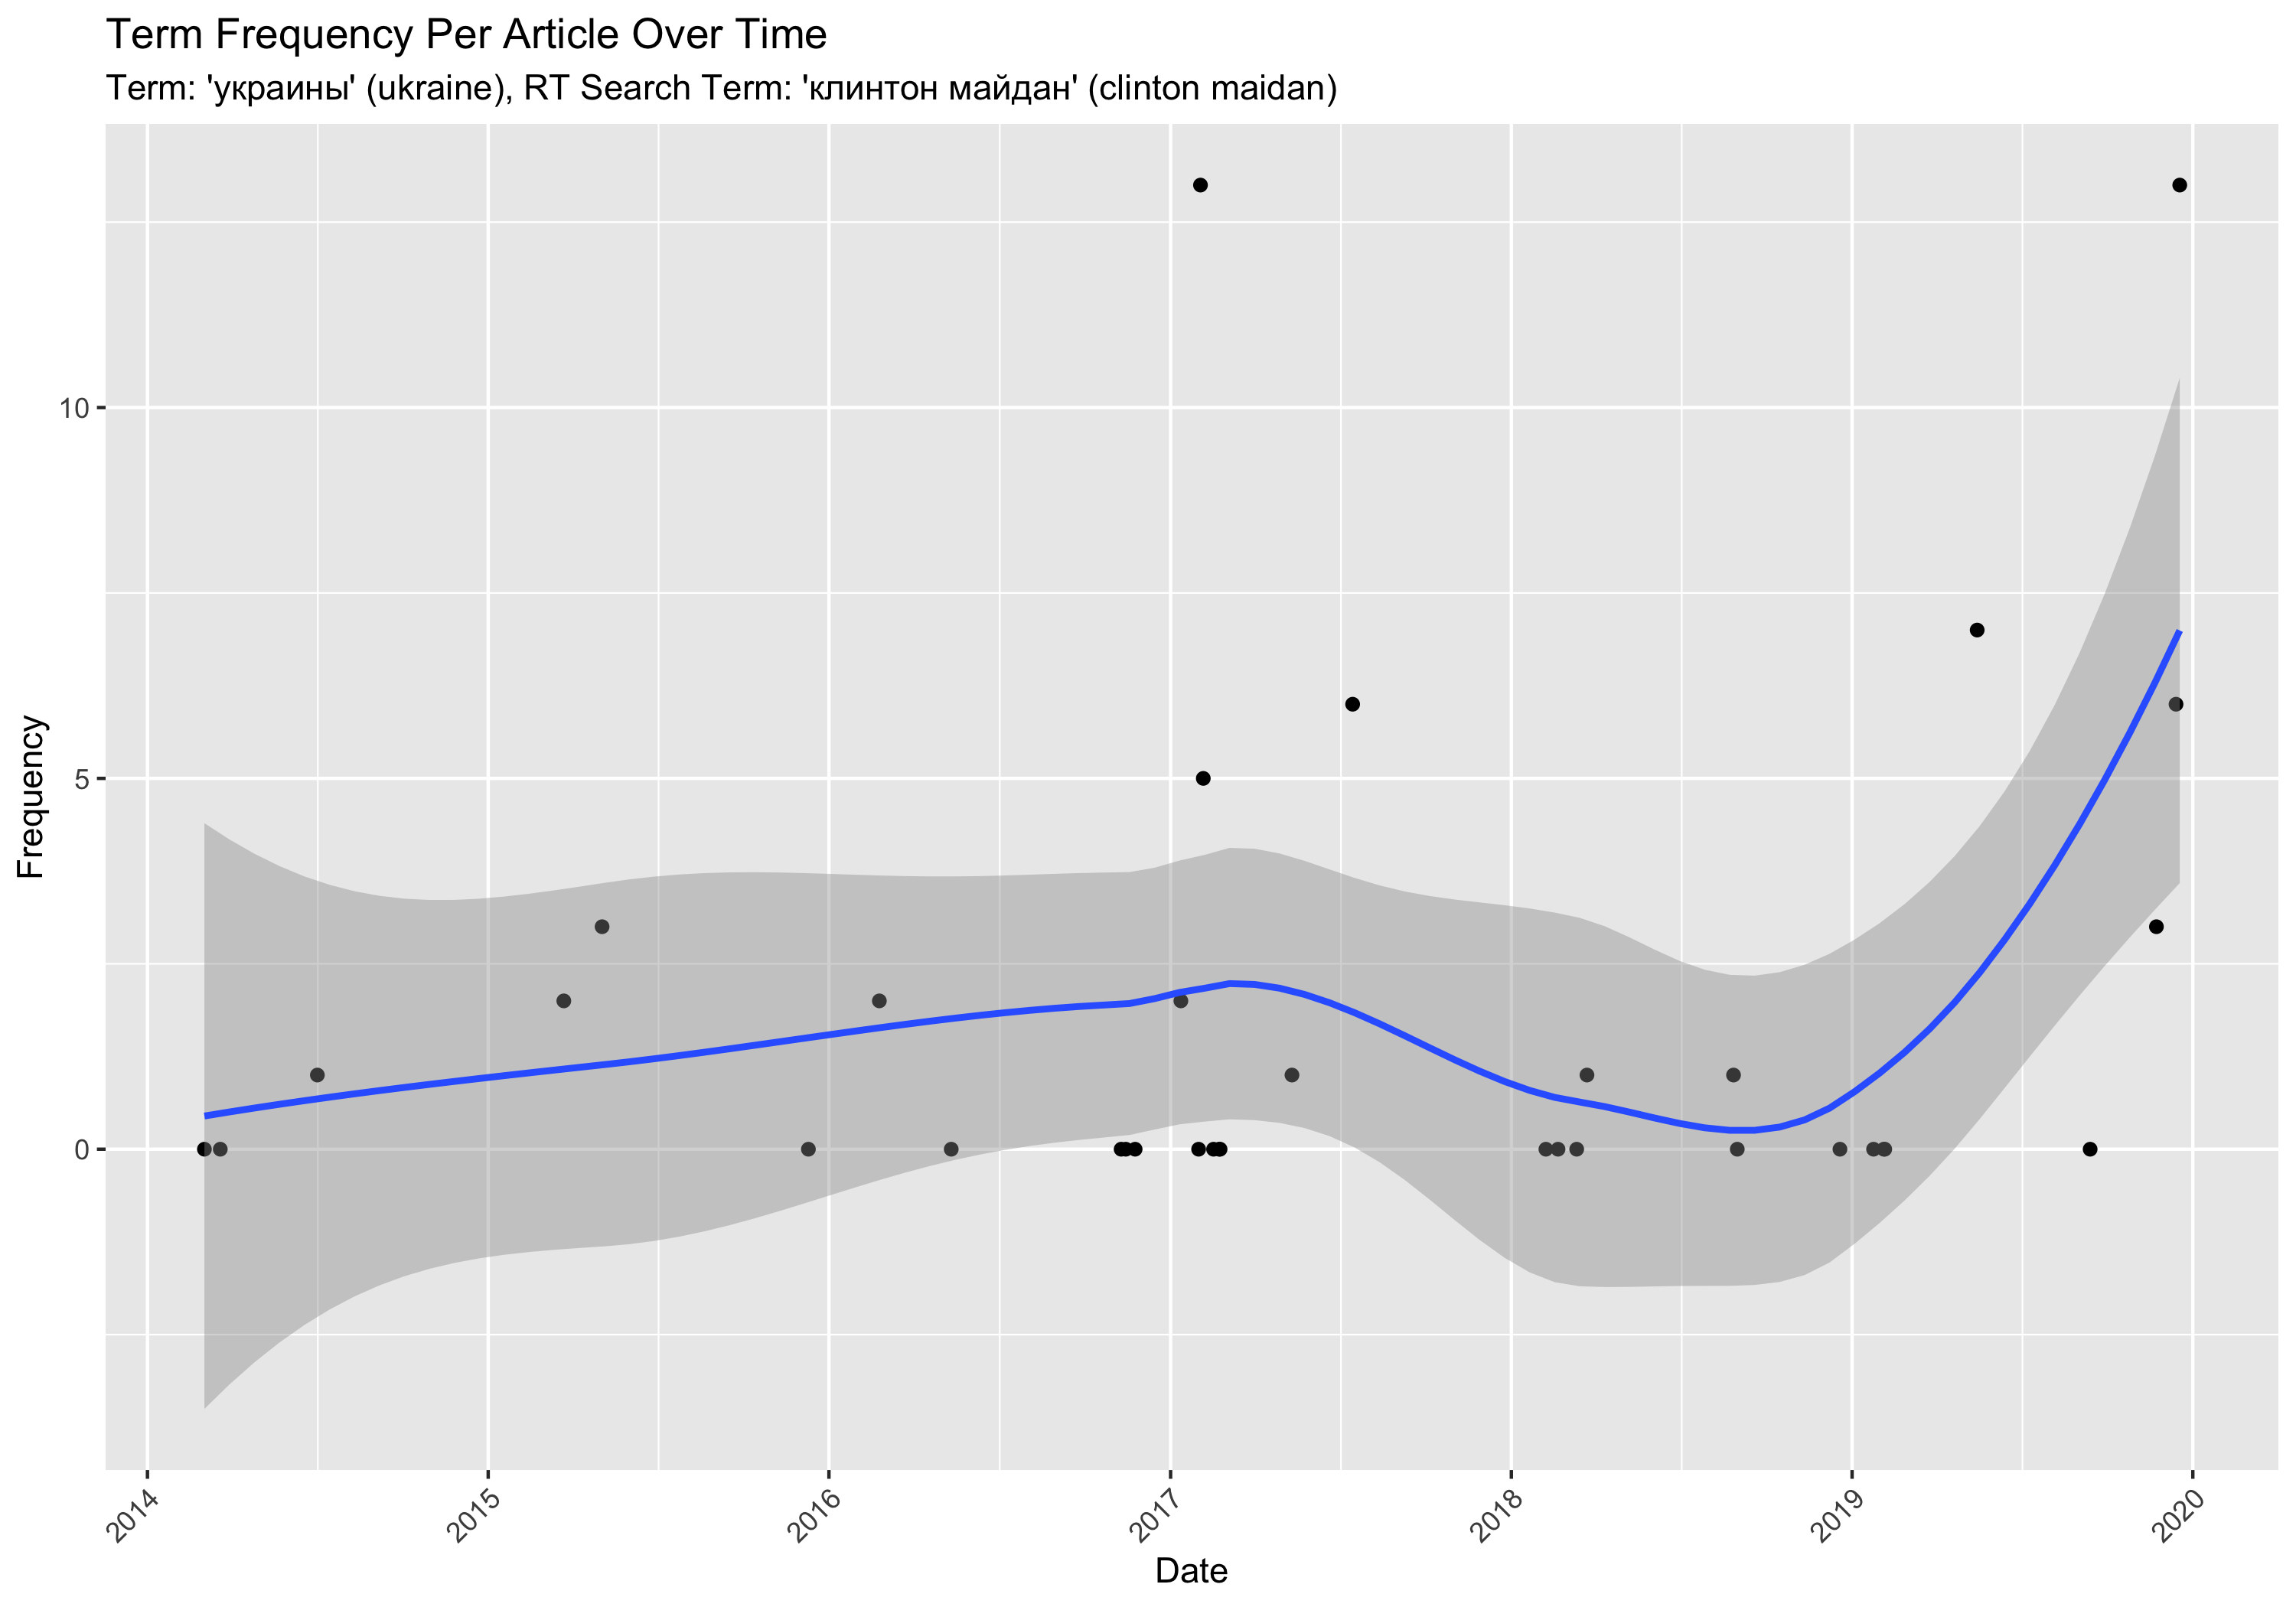 Term Frequency Per Article Over Time
Term: 'украины' (ukraine), RT Search Term: 'клинтон майдан' (clinton maidan)
Frequency
10
5
0
2014
2015
2016
2017
2018
2019
2020
Date